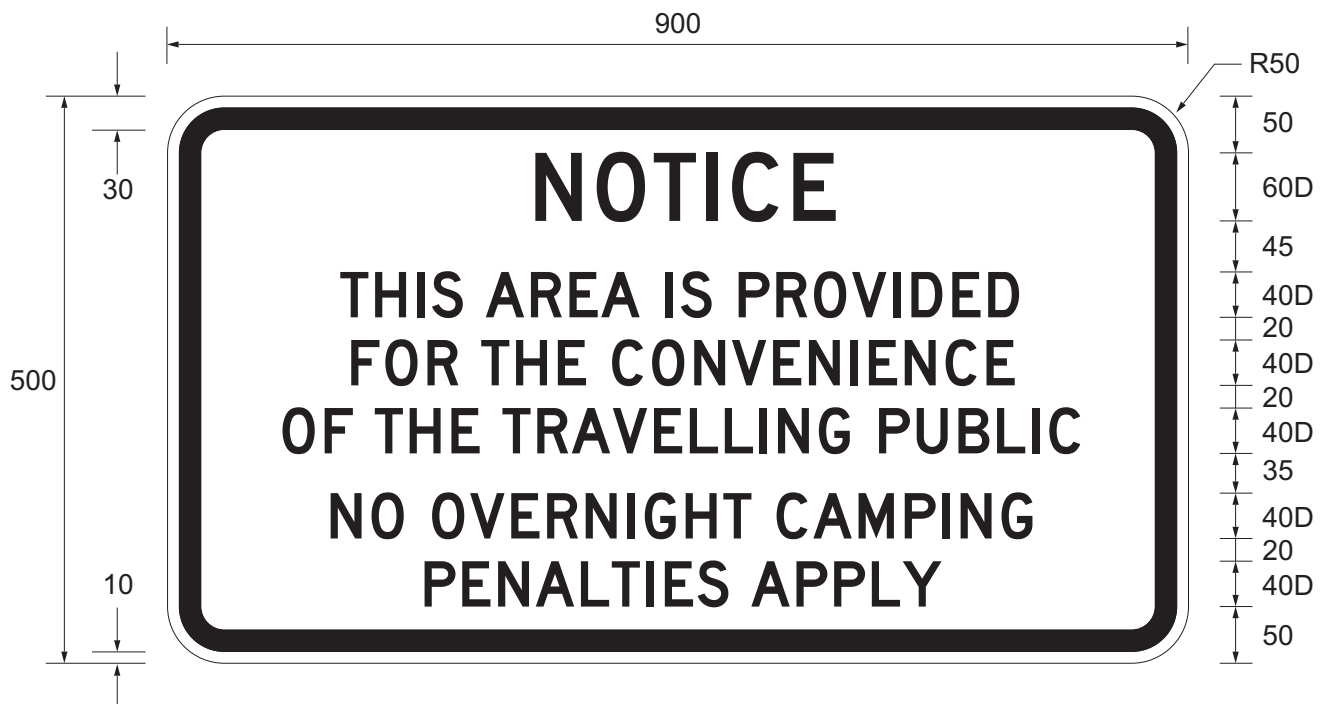 900
R50
50
30
60D
NOTICE
45
THIS AREA IS PROVIDED
40D
20
FOR THE CONVENIENCE
40D
500
20
OF THE TRAVELLING PUBLIC
40D
35
NO OVERNIGHT CAMPING
40D
20
10
PENALTIES APPLY
40D
50